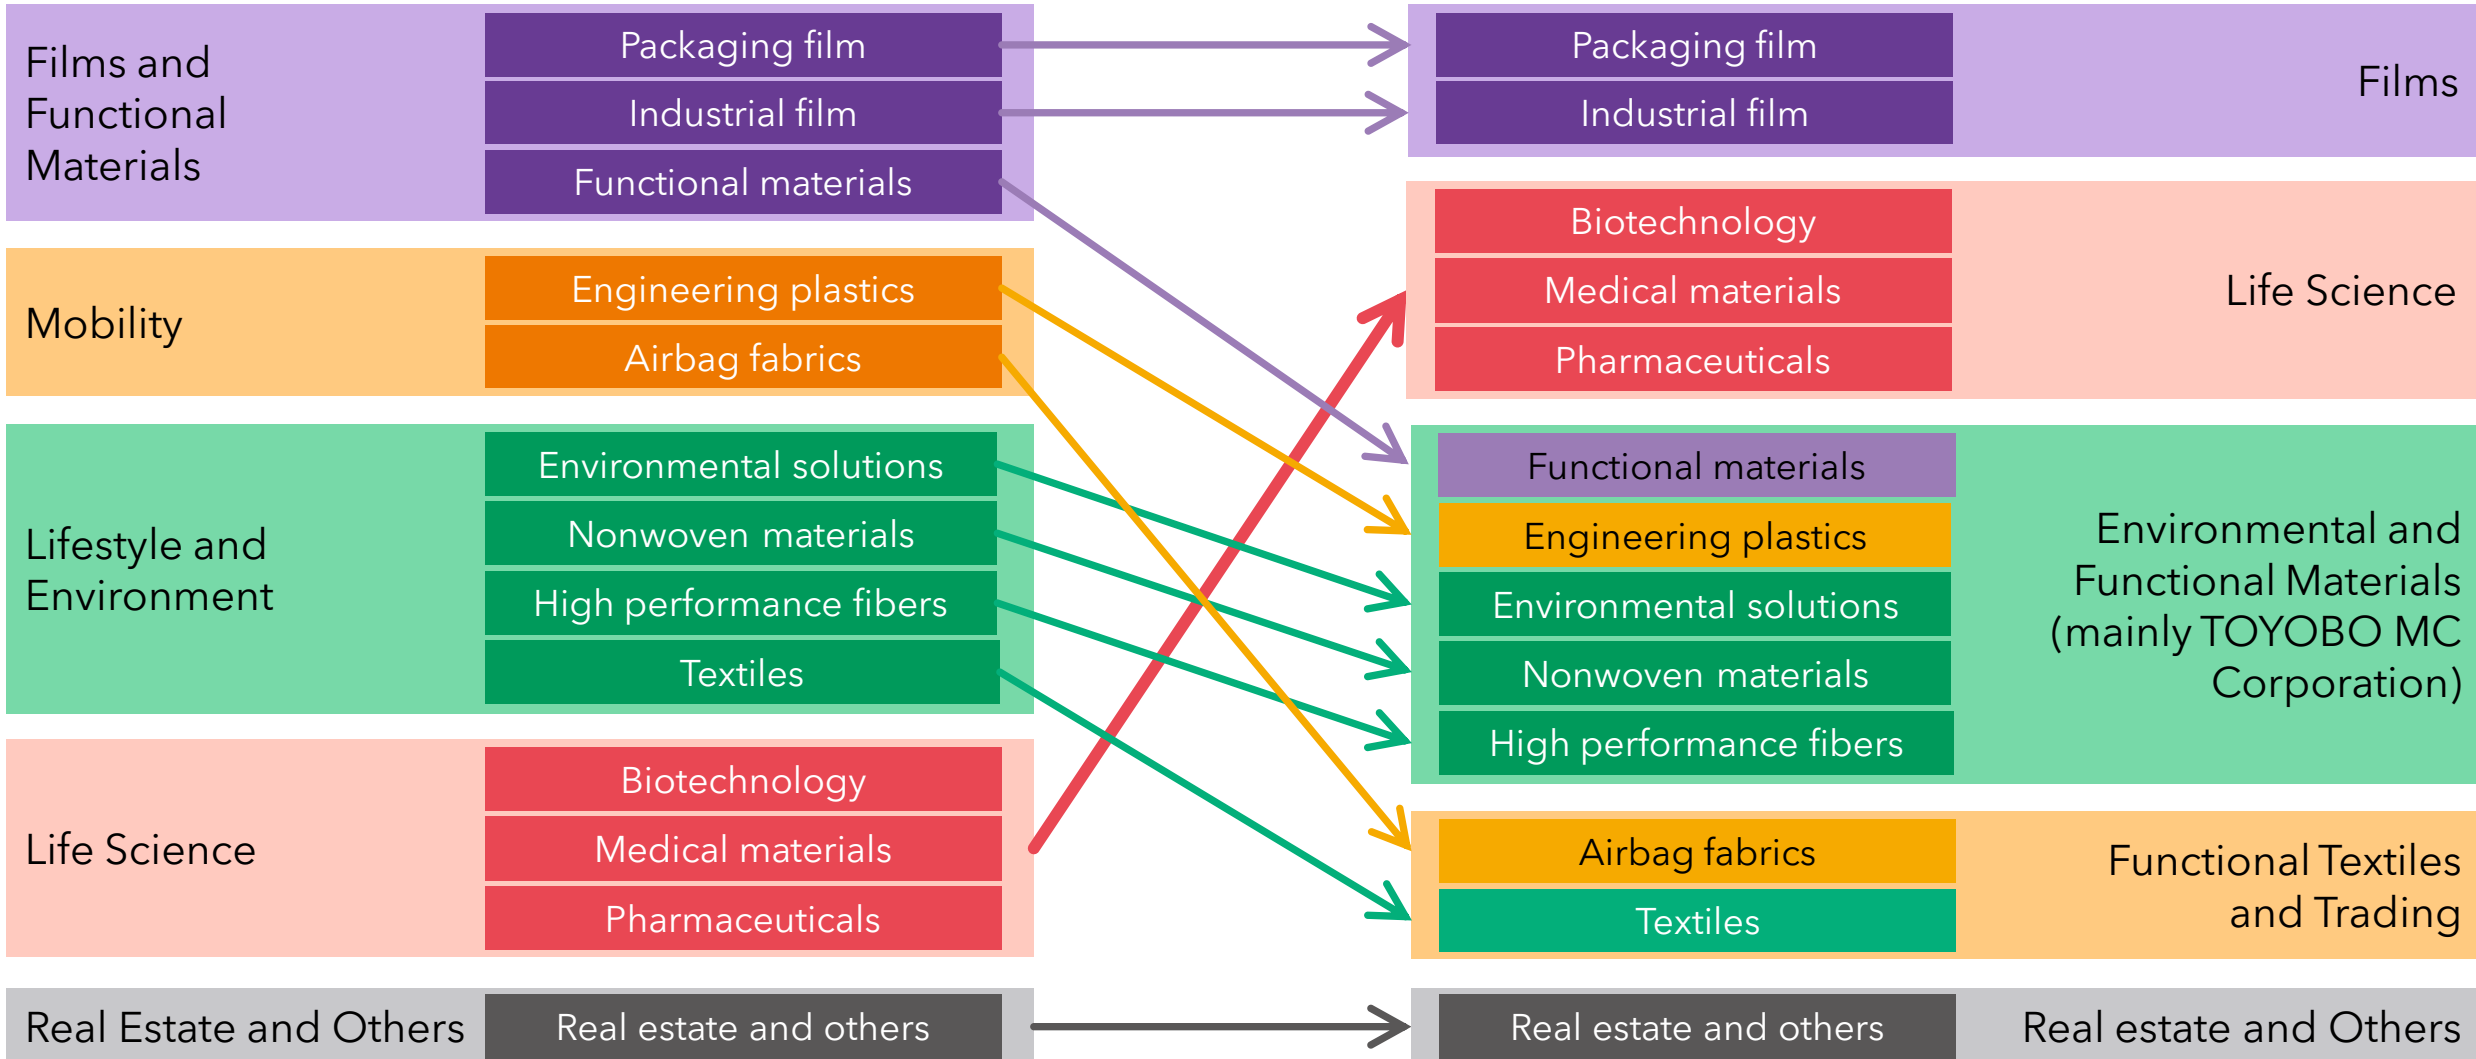 Films and
Functional
Materials
Packaging film
Industrial film
Functional materials
Mobility
Engineering plastics
Airbag fabrics
Lifestyle and
Environment
Environmental solutions
Nonwoven materials
High performance fibers
Textiles
Life Science
Biotechnology
Medical materials
Pharmaceuticals
Real Estate and Others
Real estate and others
Packaging film
Industrial film
Films
Biotechnology
Medical materials
Pharmaceuticals
Life Science
Functional materials
Engineering plastics
Environmental solutions
Nonwoven materials
High performance fibers
Environmental and
Functional Materials
(mainly TOYOBO MC
Corporation)
Airbag fabrics
Textiles
Functional Textiles
and Trading
Real estate and others
Real estate and Others